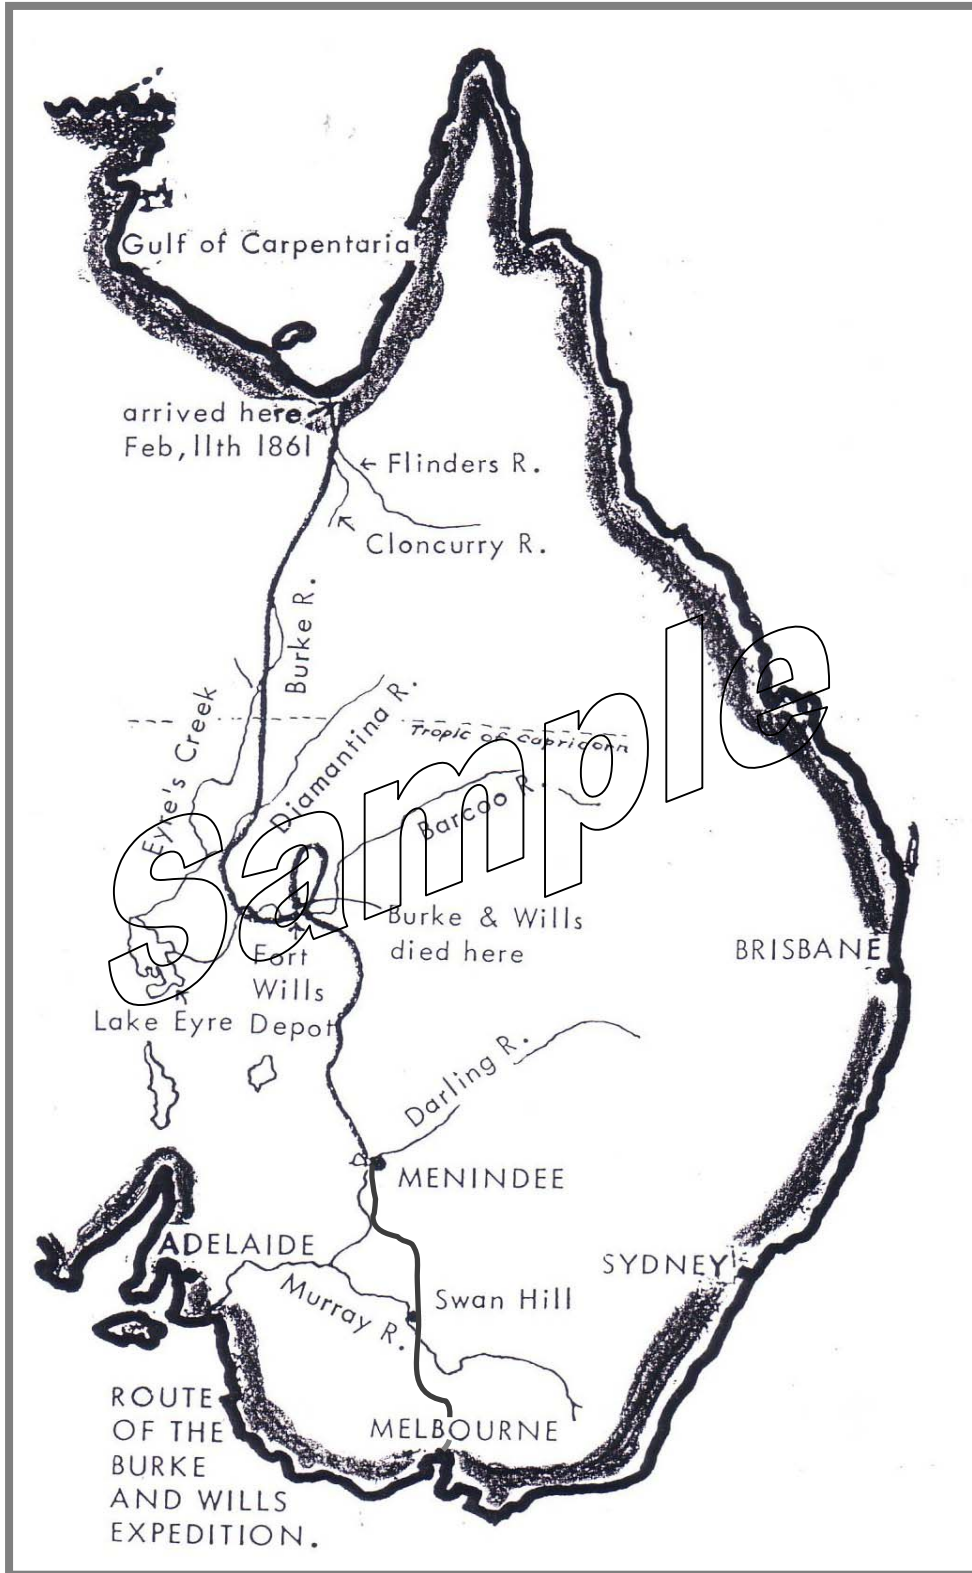 Gulf of Carpentaria
arrived here
Feb, 11th 1861
← Flinders R.
Cloncurry R.
Burke R.
Eyre's Creek
Diamantina R.
Tropic of Capricorn
Barcoo R.
Sample
Burke & Wills
died here
Fort
Wills
BRISBANE
Lake Eyre Depot
Darling R.
MENINDEE
ADELAIDE
SYDNEY
Murray R.
Swan Hill
MELBOURNE
ROUTE
OF THE
BURKE
AND WILLS
EXPEDITION.